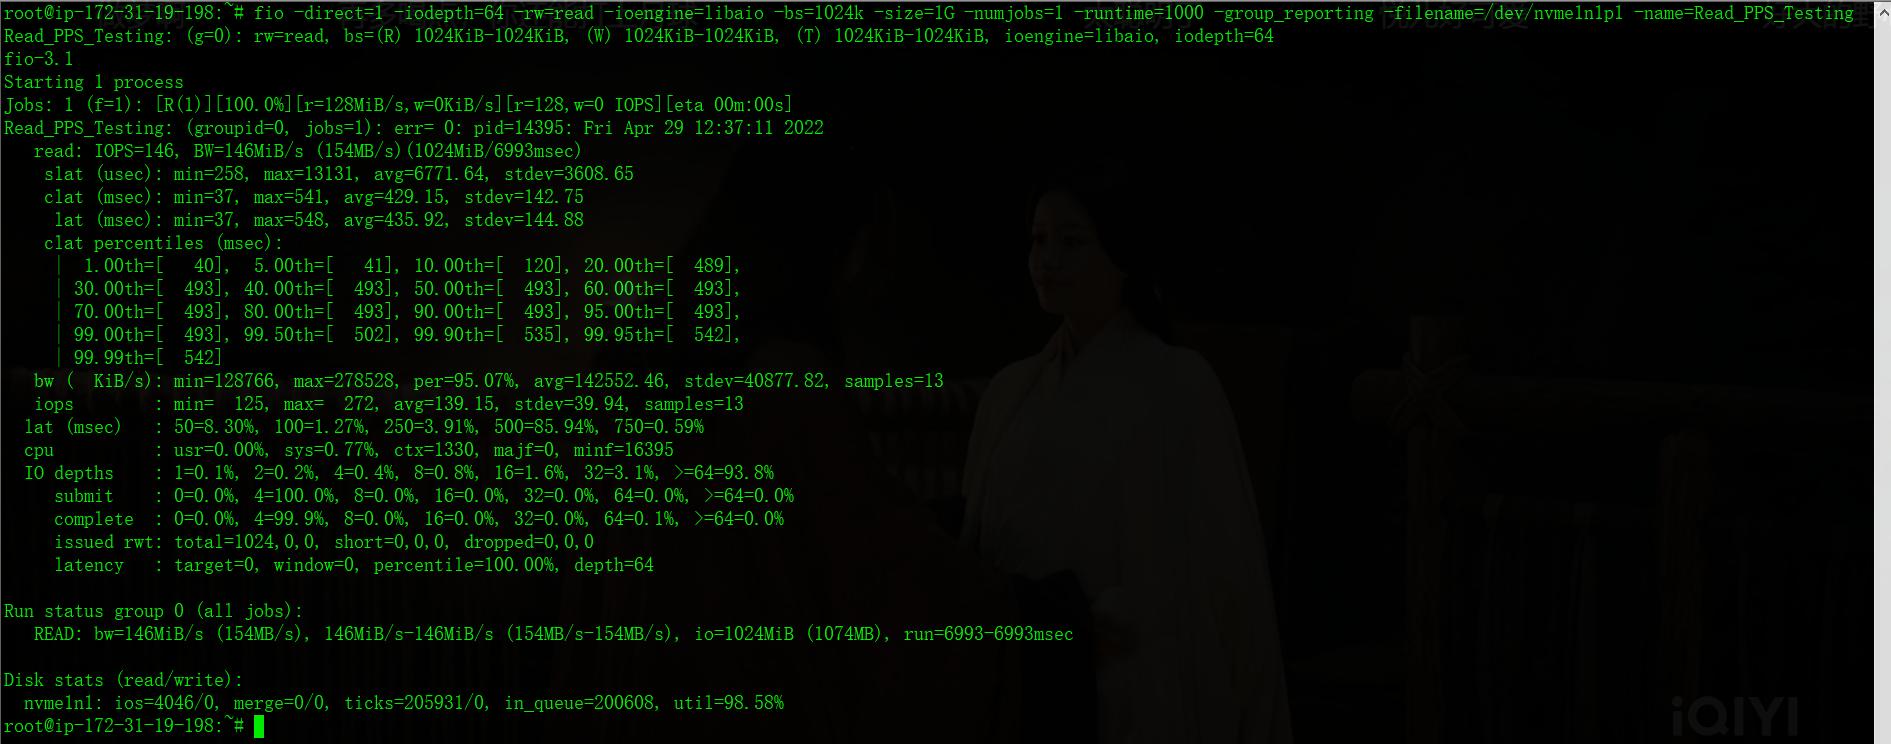 root@ip-172-31-19-198:~# fio -direct=1 -iodepth=64 -rw=read -ioengine=libaio -bs=1024k -size=1G -numjobs=1 -runtime=1000 -group_reporting -filename=/dev/nvme1n1p1 -name=Read_PPS_Testing
Read_PPS_Testing: (g=0): rw=read, bs=(R) 1024KiB-1024KiB, (W) 1024KiB-1024KiB, (T) 1024KiB-1024KiB, ioengine=libaio, iodepth=64
fio-3.1
Starting 1 process
Jobs: 1 (f=1): [R(1)][100.0%][r=128MiB/s,w=0KiB/s][r=128,w=0 IOPS][eta 00m:00s]
Read_PPS_Testing: (groupid=0, jobs=1): err= 0: pid=14395: Fri Apr 29 12:37:11 2022
   read: IOPS=146, BW=146MiB/s (154MB/s)(1024MiB/6993msec)
    slat (usec): min=258, max=13131, avg=6771.64, stdev=3608.65
    clat (msec): min=37, max=541, avg=429.15, stdev=142.75
     lat (msec): min=37, max=548, avg=435.92, stdev=144.88
    clat percentiles (msec):
     |  1.00th=[   40],  5.00th=[   41], 10.00th=[  120], 20.00th=[  489],
     | 30.00th=[  493], 40.00th=[  493], 50.00th=[  493], 60.00th=[  493],
     | 70.00th=[  493], 80.00th=[  493], 90.00th=[  493], 95.00th=[  493],
     | 99.00th=[  493], 99.50th=[  502], 99.90th=[  535], 99.95th=[  542],
     | 99.99th=[  542]
   bw (  KiB/s): min=128766, max=278528, per=95.07%, avg=142552.46, stdev=40877.82, samples=13
   iops        : min=  125, max=  272, avg=139.15, stdev=39.94, samples=13
  lat (msec)   : 50=8.30%, 100=1.27%, 250=3.91%, 500=85.94%, 750=0.59%
  cpu          : usr=0.00%, sys=0.77%, ctx=1330, majf=0, minf=16395
  IO depths    : 1=0.1%, 2=0.2%, 4=0.4%, 8=0.8%, 16=1.6%, 32=3.1%, >=64=93.8%
     submit    : 0=0.0%, 4=100.0%, 8=0.0%, 16=0.0%, 32=0.0%, 64=0.0%, >=64=0.0%
     complete  : 0=0.0%, 4=99.9%, 8=0.0%, 16=0.0%, 32=0.0%, 64=0.1%, >=64=0.0%
     issued rwt: total=1024,0,0, short=0,0,0, dropped=0,0,0
     latency   : target=0, window=0, percentile=100.00%, depth=64
Run status group 0 (all jobs):
   READ: bw=146MiB/s (154MB/s), 146MiB/s-146MiB/s (154MB/s-154MB/s), io=1024MiB (1074MB), run=6993-6993msec
Disk stats (read/write):
  nvme1n1: ios=4046/0, merge=0/0, ticks=205931/0, in_queue=200608, util=98.58%
root@ip-172-31-19-198:~#
iQIYI